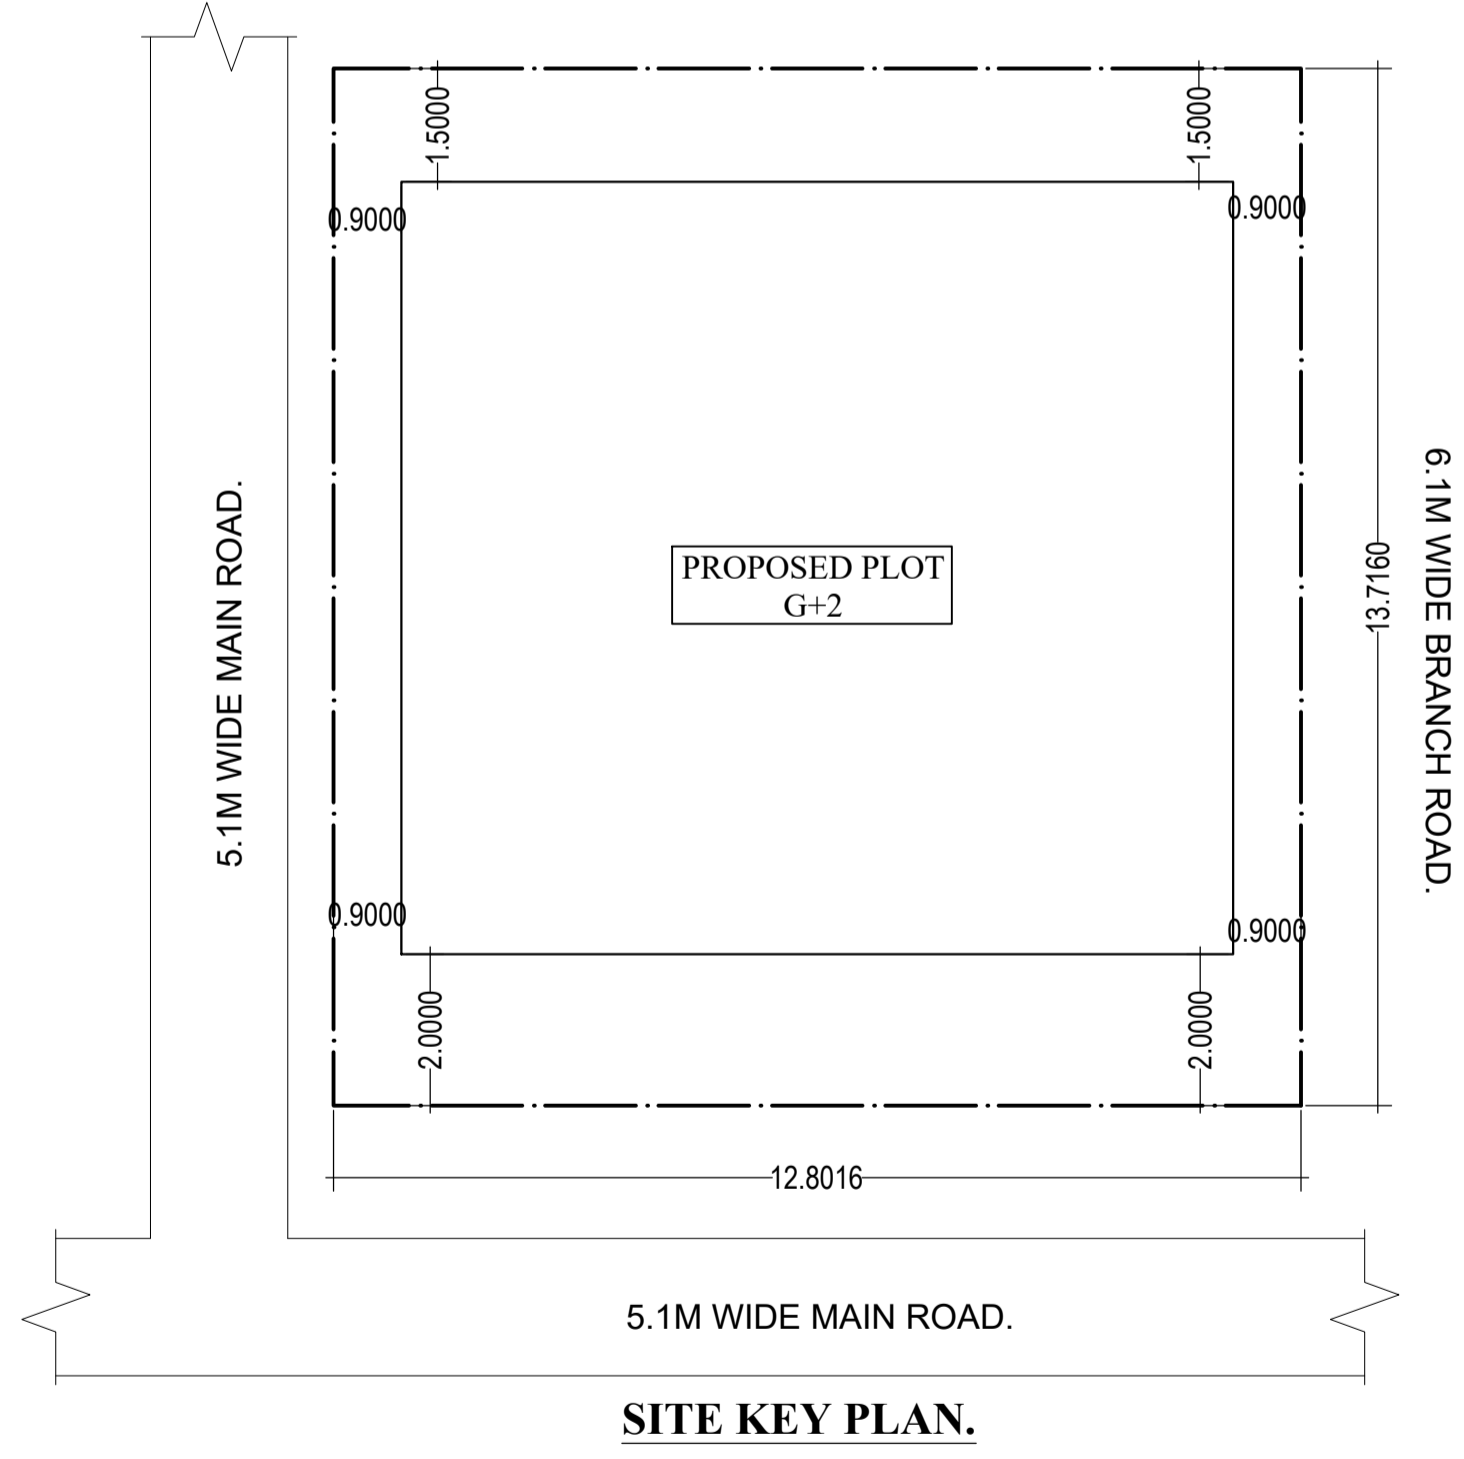 1.5000
1.5000
0.9000
0.9000
5.1M WIDE MAIN ROAD.
PROPOSED PLOT
G+2
13.7160
6.1M WIDE BRANCH ROAD.
0.9000
0.9000
2.0000
2.0000
12.8016
5.1M WIDE MAIN ROAD.
SITE KEY PLAN.